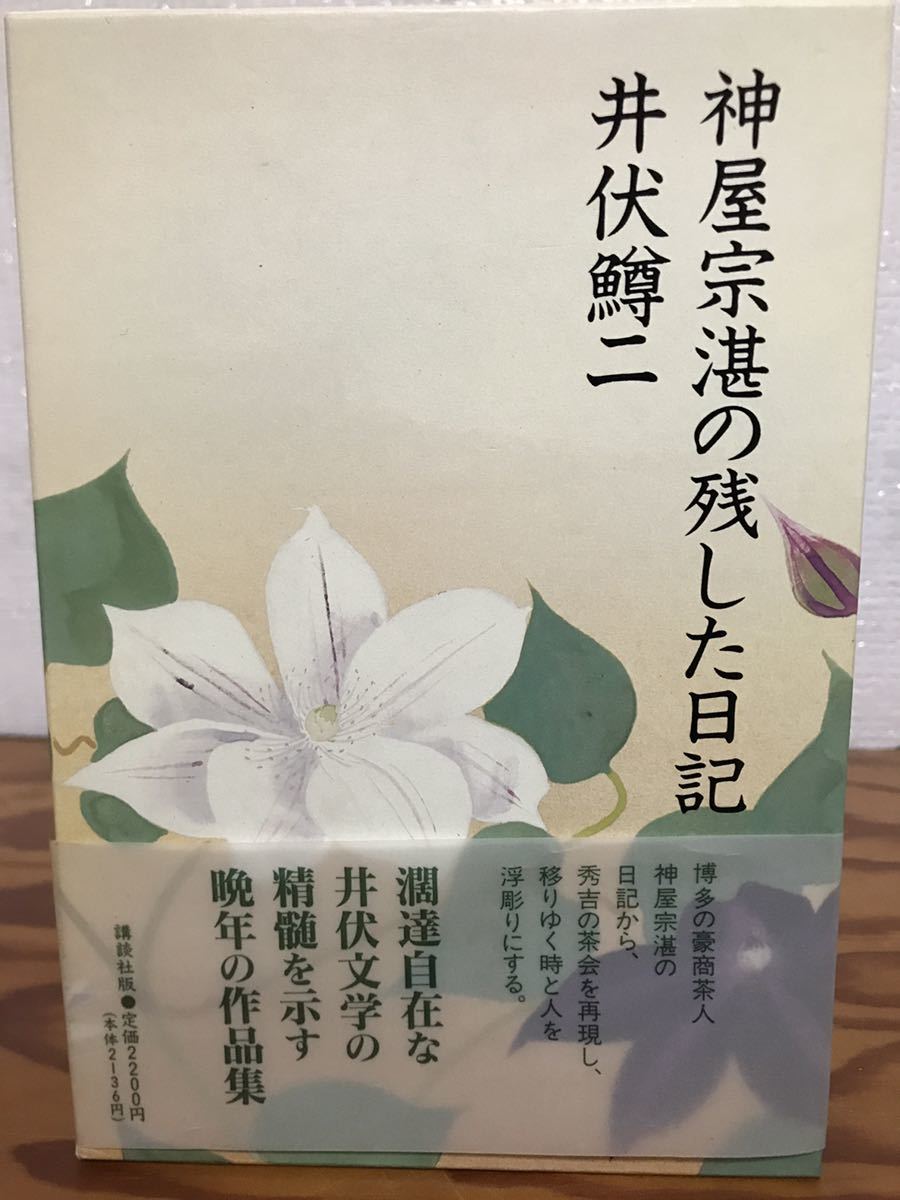 神屋宗湛の残した日記
井伏鱒二
博多の豪商茶人
神屋宗湛の
日記から、
秀吉の茶会を再現し、
移りゆく時と人を
浮彫りにする。
濶達自在な
井伏文学の
精髄を示す
晩年の作品集
講談社版●定価2200円
(本体2136円)